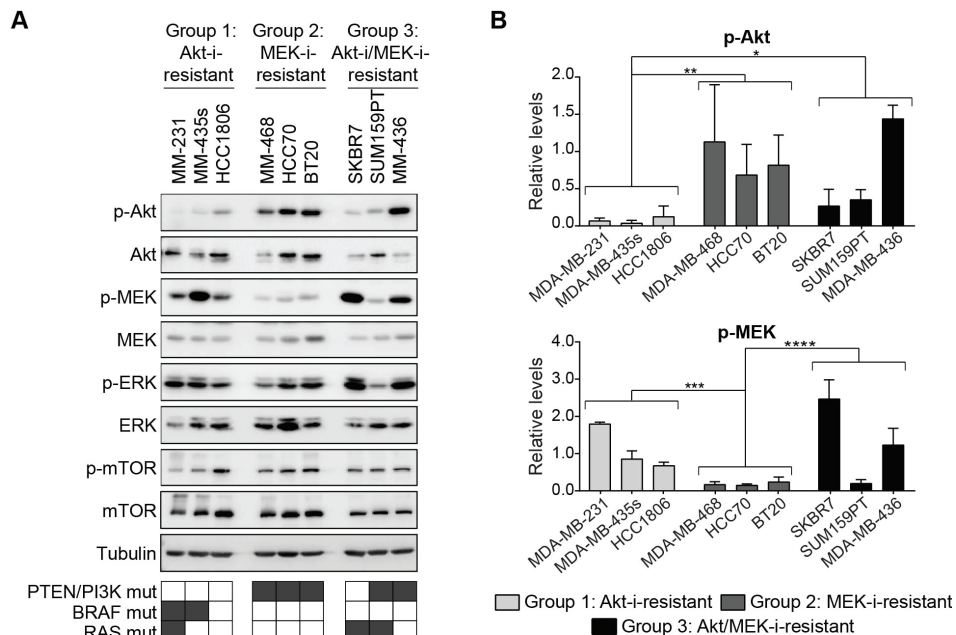 A
Group 1:
Akt-i-
resistant
Group 2:
MEK-i-
resistant
Group 3:
Akt-i/MEK-i-
resistant
MM-231
MM-435s
HCC1806
MM-468
HCC70
BT20
SKBR7
SUM159PT
MM-436
p-Akt
Akt
p-MEK
MEK
p-ERK
ERK
p-mTOR
mTOR
Tubulin
PTEN/PI3K mut
BRAF mut
RAS mut
B
p-Akt
*
**
Relative levels
2.0
1.5
1.0
0.5
0.0
MDA-MB-231
MDA-MB-435s
HCC1806
MDA-MB-468
HCC70
BT20
SKBR7
SUM159PT
MDA-MB-436
p-MEK
****
***
Relative levels
4.0
3.0
2.0
1.0
0.0
MDA-MB-231
MDA-MB-435s
HCC1806
MDA-MB-468
HCC70
BT20
SKBR7
SUM159PT
MDA-MB-436
Group 1: Akt-i-resistant
Group 2: MEK-i-resistant
Group 3: Akt/MEK-i-resistant